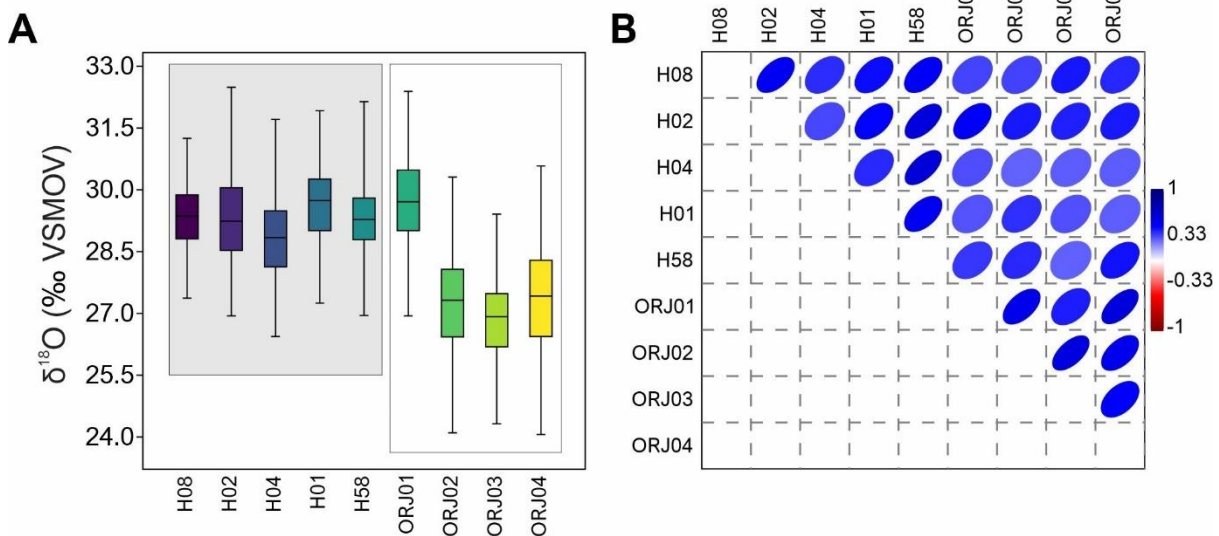 A
δ¹⁸O (‰ VSMOV)
33.0
31.5
30.0
28.5
27.0
25.5
24.0
H08
H02
H04
H01
H58
ORJ01
ORJ02
ORJ03
ORJ04
B
H08
H02
H04
H01
H58
H08
H02
H04
H01
H58
ORJ01
ORJ02
ORJ03
ORJ04
1
0.33
-0.33
-1